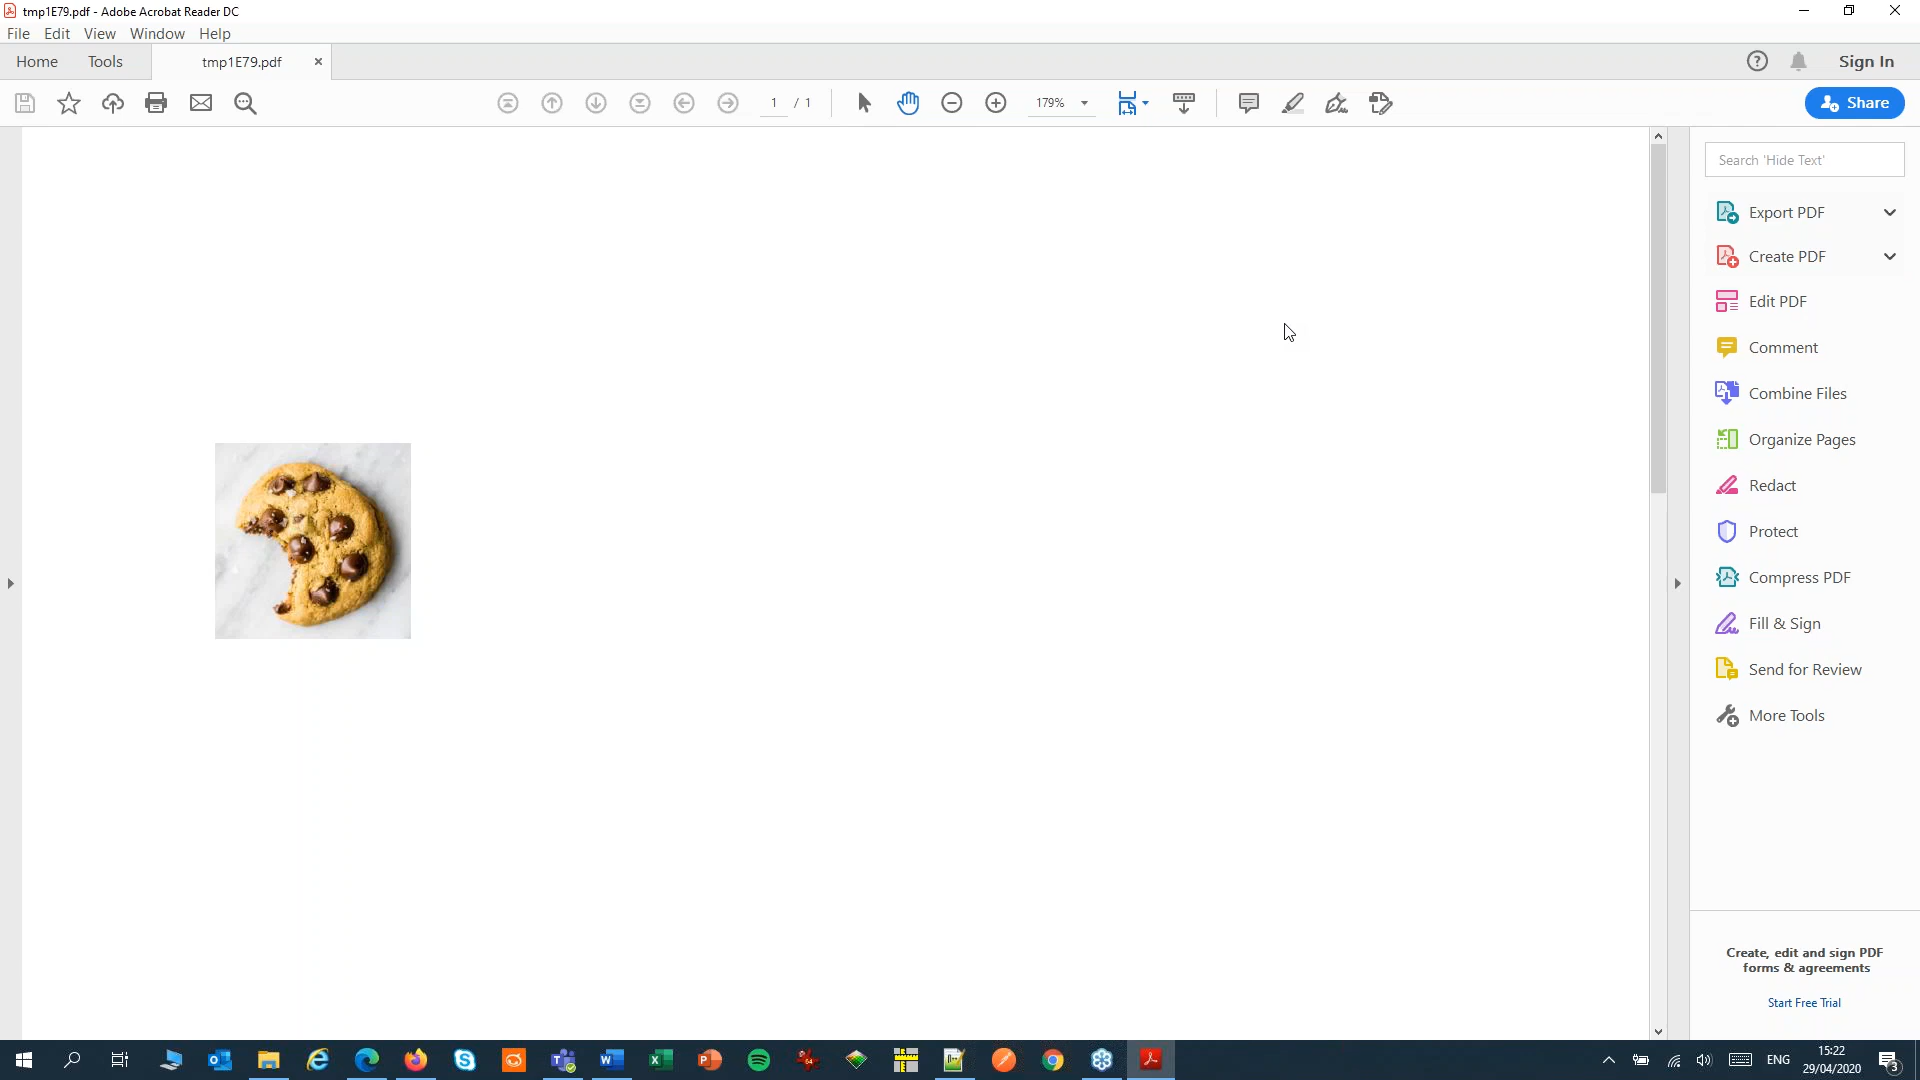 tmp1E79.pdf - Adobe Acrobat Reader DC
File Edit View Window Help
Home Tools tmp1E79.pdf Sign In
1 / 1 179% Share
Search 'Hide Text'
Export PDF
Create PDF
Edit PDF
Comment
Combine Files
Organize Pages
Redact
Protect
Compress PDF
Fill & Sign
Send for Review
More Tools
Create, edit and sign PDF
forms & agreements
Start Free Trial
ENG
15:22
29/04/2020
3
64